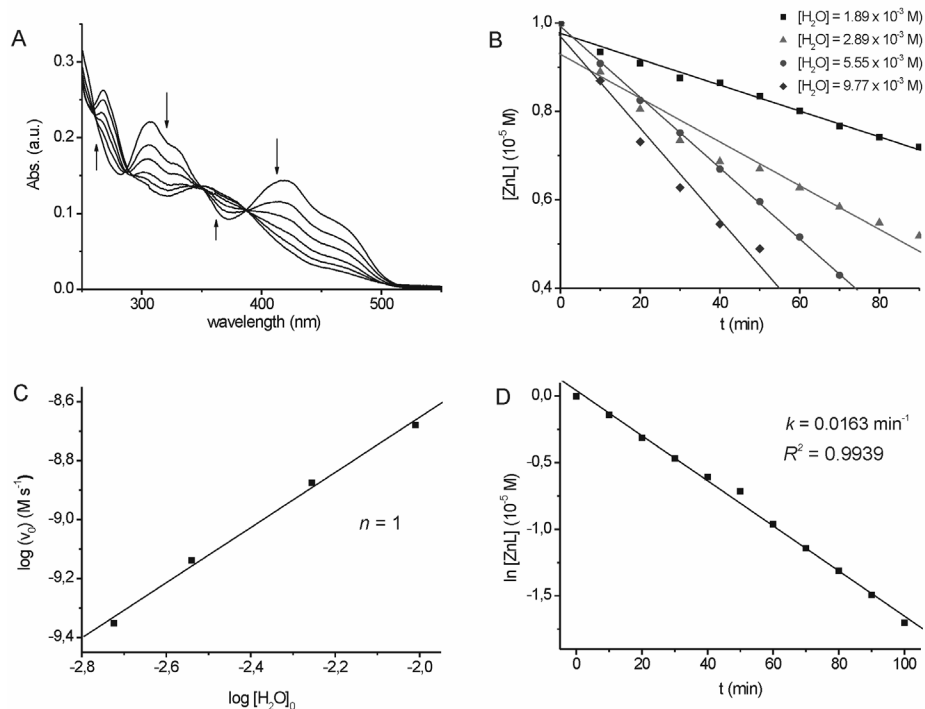 A
Abs. (a.u.)
0.3
0.2
0.1
0.0
300
400
500
wavelength (nm)
B
[H₂O] = 1.89 x 10⁻³ M)
[H₂O] = 2.89 x 10⁻³ M)
[H₂O] = 5.55 x 10⁻³ M)
[H₂O] = 9.77 x 10⁻³ M)
[ZnL] (10⁻⁵ M)
1,0
0,8
0,6
0,4
0
20
40
60
80
t (min)
C
log (v₀) (M s⁻¹)
-8,6
-8,8
-9,0
-9,2
-9,4
n = 1
-2,8
-2,6
-2,4
-2,2
-2,0
log [H₂O]₀
D
ln [ZnL] (10⁻⁵ M)
0,0
-0,5
-1,0
-1,5
k = 0.0163 min⁻¹
R² = 0.9939
0
20
40
60
80
100
t (min)